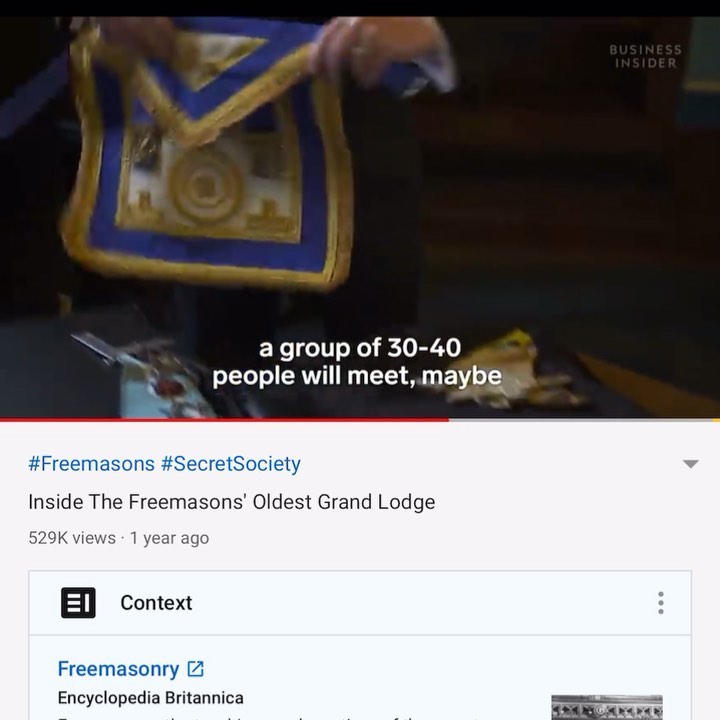 BUSINESS
INSIDER
a group of 30-40
people will meet, maybe
#Freemasons #SecretSociety
Inside The Freemasons' Oldest Grand Lodge
529K views · 1 year ago
Context
Freemasonry
Encyclopedia Britannica